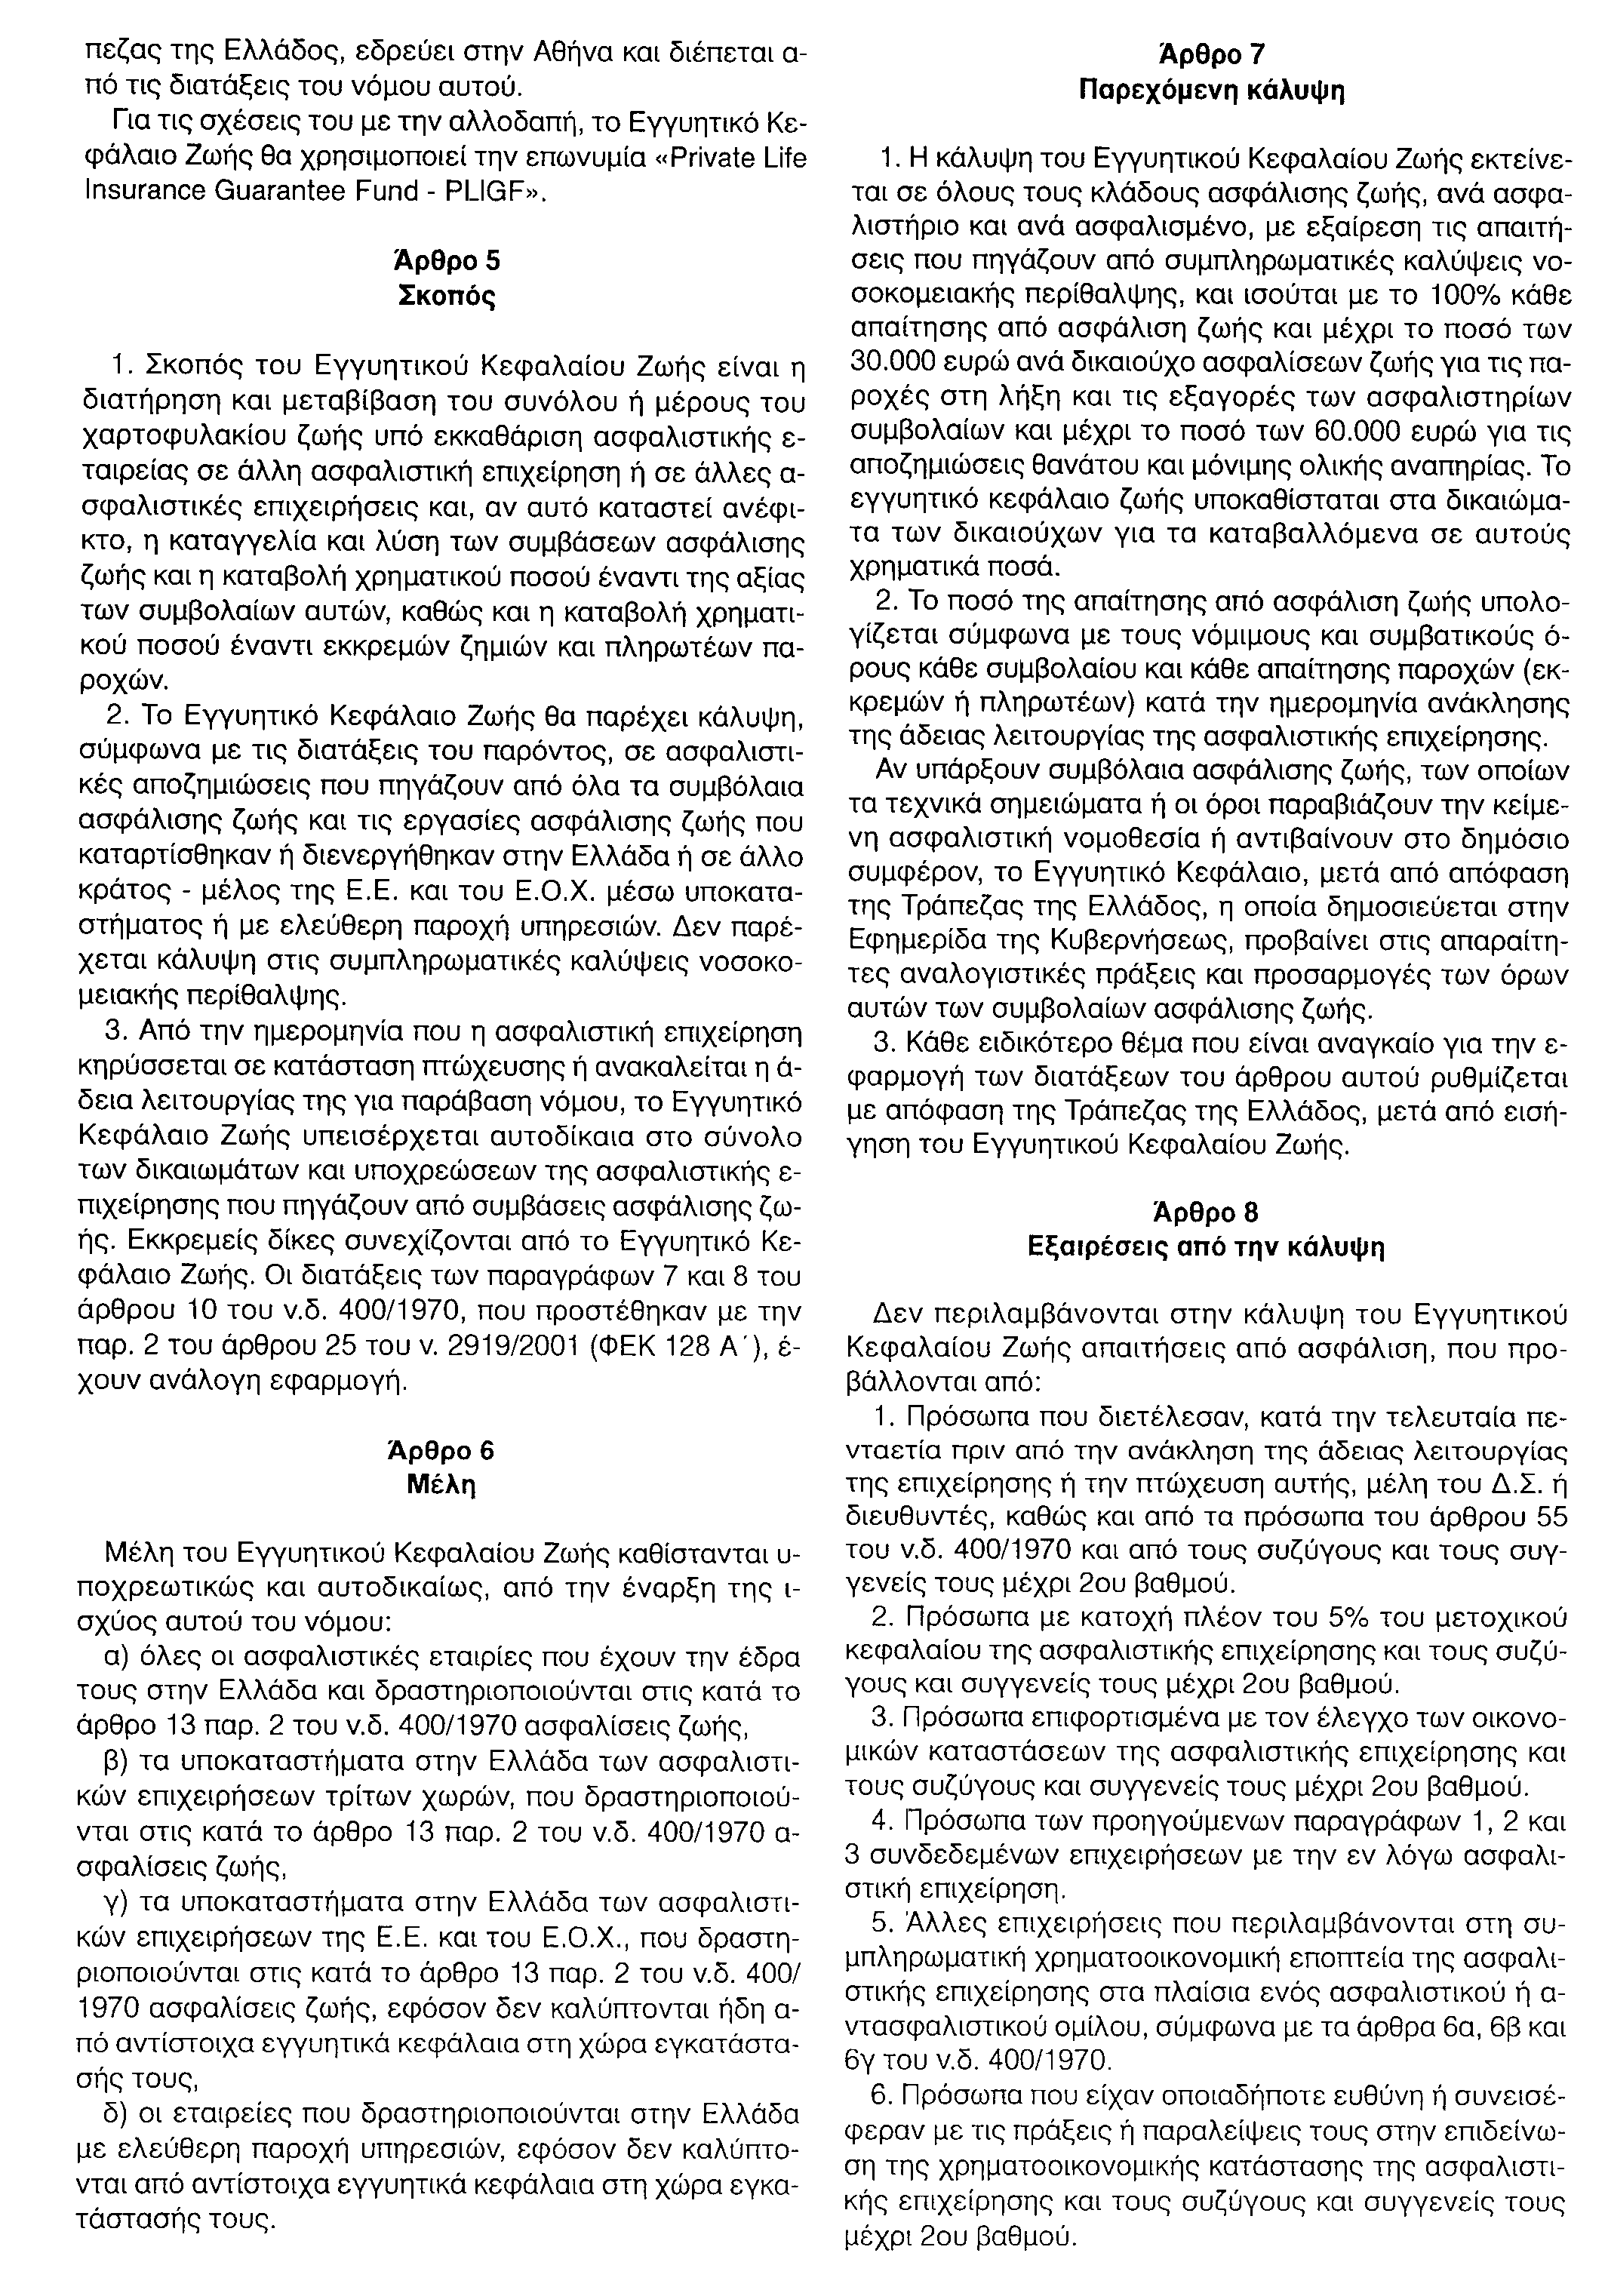 πεζας της Ελλάδος, εδρεύει στην Αθήνα και διέπεται α-
πό τις διατάξεις του νόμου αυτού.
Για τις σχέσεις του με την αλλοδαπή, το Εγγυητικό Κε-
φάλαιο Ζωής θα χρησιμοποιεί την επωνυμία «Private Life
Insurance Guarantee Fund - PLIGF».
Άρθρο 5
Σκοπός
1. Σκοπός του Εγγυητικού Κεφαλαίου Ζωής είναι η
διατήρηση και μεταβίβαση του συνόλου ή μέρους του
χαρτοφυλακίου ζωής υπό εκκαθάριση ασφαλιστικής ε-
ταιρείας σε άλλη ασφαλιστική επιχείρηση ή σε άλλες α-
σφαλιστικές επιχειρήσεις και, αν αυτό καταστεί ανέφι-
κτο, η καταγγελία και λύση των συμβάσεων ασφάλισης
ζωής και η καταβολή χρηματικού ποσού έναντι της αξίας
των συμβολαίων αυτών, καθώς και η καταβολή χρηματι-
κού ποσού έναντι εκκρεμών ζημιών και πληρωτέων πα-
ροχών.
2. Το Εγγυητικό Κεφάλαιο Ζωής θα παρέχει κάλυψη,
σύμφωνα με τις διατάξεις του παρόντος, σε ασφαλιστι-
κές αποζημιώσεις που πηγάζουν από όλα τα συμβόλαια
ασφάλισης ζωής και τις εργασίες ασφάλισης ζωής που
καταρτίσθηκαν ή διενεργήθηκαν στην Ελλάδα ή σε άλλο
κράτος - μέλος της Ε.Ε. και του Ε.Ο.Χ. μέσω υποκατα-
στήματος ή με ελεύθερη παροχή υπηρεσιών. Δεν παρέ-
χεται κάλυψη στις συμπληρωματικές καλύψεις νοσοκο-
μειακής περίθαλψης.
3. Από την ημερομηνία που η ασφαλιστική επιχείρηση
κηρύσσεται σε κατάσταση πτώχευσης ή ανακαλείται η ά-
δεια λειτουργίας της για παράβαση νόμου, το Εγγυητικό
Κεφάλαιο Ζωής υπεισέρχεται αυτοδίκαια στο σύνολο
των δικαιωμάτων και υποχρεώσεων της ασφαλιστικής ε-
πιχείρησης που πηγάζουν από συμβάσεις ασφάλισης ζω-
ής. Εκκρεμείς δίκες συνεχίζονται από το Εγγυητικό Κε-
φάλαιο Ζωής. Οι διατάξεις των παραγράφων 7 και 8 του
άρθρου 10 του ν.δ. 400/1970, που προστέθηκαν με την
παρ. 2 του άρθρου 25 του ν. 2919/2001 (ΦΕΚ 128 Α΄), έ-
χουν ανάλογη εφαρμογή.
Άρθρο 6
Μέλη
Μέλη του Εγγυητικού Κεφαλαίου Ζωής καθίστανται υ-
ποχρεωτικώς και αυτοδικαίως, από την έναρξη της ι-
σχύος αυτού του νόμου:
α) όλες οι ασφαλιστικές εταιρίες που έχουν την έδρα
τους στην Ελλάδα και δραστηριοποιούνται στις κατά το
άρθρο 13 παρ. 2 του ν.δ. 400/1970 ασφαλίσεις ζωής,
β) τα υποκαταστήματα στην Ελλάδα των ασφαλιστι-
κών επιχειρήσεων τρίτων χωρών, που δραστηριοποιού-
νται στις κατά το άρθρο 13 παρ. 2 του ν.δ. 400/1970 α-
σφαλίσεις ζωής,
γ) τα υποκαταστήματα στην Ελλάδα των ασφαλιστι-
κών επιχειρήσεων της Ε.Ε. και του Ε.Ο.Χ., που δραστη-
ριοποιούνται στις κατά το άρθρο 13 παρ. 2 του ν.δ. 400/
1970 ασφαλίσεις ζωής, εφόσον δεν καλύπτονται ήδη α-
πό αντίστοιχα εγγυητικά κεφάλαια στη χώρα εγκατάστα-
σής τους,
δ) οι εταιρείες που δραστηριοποιούνται στην Ελλάδα
με ελεύθερη παροχή υπηρεσιών, εφόσον δεν καλύπτο-
νται από αντίστοιχα εγγυητικά κεφάλαια στη χώρα εγκα-
τάστασής τους.
Άρθρο 7
Παρεχόμενη κάλυψη
1. Η κάλυψη του Εγγυητικού Κεφαλαίου Ζωής εκτείνε-
ται σε όλους τους κλάδους ασφάλισης ζωής, ανά ασφα-
λιστήριο και ανά ασφαλισμένο, με εξαίρεση τις απαιτή-
σεις που πηγάζουν από συμπληρωματικές καλύψεις νο-
σοκομειακής περίθαλψης, και ισούται με το 100% κάθε
απαίτησης από ασφάλιση ζωής και μέχρι το ποσό των
30.000 ευρώ ανά δικαιούχο ασφαλίσεων ζωής για τις πα-
ροχές στη λήξη και τις εξαγορές των ασφαλιστηρίων
συμβολαίων και μέχρι το ποσό των 60.000 ευρώ για τις
αποζημιώσεις θανάτου και μόνιμης ολικής αναπηρίας. Το
εγγυητικό κεφάλαιο ζωής υποκαθίσταται στα δικαιώμα-
τα των δικαιούχων για τα καταβαλλόμενα σε αυτούς
χρηματικά ποσά.
2. Το ποσό της απαίτησης από ασφάλιση ζωής υπολο-
γίζεται σύμφωνα με τους νόμιμους και συμβατικούς ό-
ρους κάθε συμβολαίου και κάθε απαίτησης παροχών (εκ-
κρεμών ή πληρωτέων) κατά την ημερομηνία ανάκλησης
της άδειας λειτουργίας της ασφαλιστικής επιχείρησης.
Αν υπάρξουν συμβόλαια ασφάλισης ζωής, των οποίων
τα τεχνικά σημειώματα ή οι όροι παραβιάζουν την κείμε-
νη ασφαλιστική νομοθεσία ή αντιβαίνουν στο δημόσιο
συμφέρον, το Εγγυητικό Κεφάλαιο, μετά από απόφαση
της Τράπεζας της Ελλάδος, η οποία δημοσιεύεται στην
Εφημερίδα της Κυβερνήσεως, προβαίνει στις απαραίτη-
τες αναλογιστικές πράξεις και προσαρμογές των όρων
αυτών των συμβολαίων ασφάλισης ζωής.
3. Κάθε ειδικότερο θέμα που είναι αναγκαίο για την ε-
φαρμογή των διατάξεων του άρθρου αυτού ρυθμίζεται
με απόφαση της Τράπεζας της Ελλάδος, μετά από εισή-
γηση του Εγγυητικού Κεφαλαίου Ζωής.
Άρθρο 8
Εξαιρέσεις από την κάλυψη
Δεν περιλαμβάνονται στην κάλυψη του Εγγυητικού
Κεφαλαίου Ζωής απαιτήσεις από ασφάλιση, που προ-
βάλλονται από:
1. Πρόσωπα που διετέλεσαν, κατά την τελευταία πε-
νταετία πριν από την ανάκληση της άδειας λειτουργίας
της επιχείρησης ή την πτώχευση αυτής, μέλη του Δ.Σ. ή
διευθυντές, καθώς και από τα πρόσωπα του άρθρου 55
του ν.δ. 400/1970 και από τους συζύγους και τους συγ-
γενείς τους μέχρι 2ου βαθμού.
2. Πρόσωπα με κατοχή πλέον του 5% του μετοχικού
κεφαλαίου της ασφαλιστικής επιχείρησης και τους συζύ-
γους και συγγενείς τους μέχρι 2ου βαθμού.
3. Πρόσωπα επιφορτισμένα με τον έλεγχο των οικονο-
μικών καταστάσεων της ασφαλιστικής επιχείρησης και
τους συζύγους και συγγενείς τους μέχρι 2ου βαθμού.
4. Πρόσωπα των προηγούμενων παραγράφων 1, 2 και
3 συνδεδεμένων επιχειρήσεων με την εν λόγω ασφαλι-
στική επιχείρηση.
5. Άλλες επιχειρήσεις που περιλαμβάνονται στη συ-
μπληρωματική χρηματοοικονομική εποπτεία της ασφαλι-
στικής επιχείρησης στα πλαίσια ενός ασφαλιστικού ή α-
ντασφαλιστικού ομίλου, σύμφωνα με τα άρθρα 6α, 6β και
6γ του ν.δ. 400/1970.
6. Πρόσωπα που είχαν οποιαδήποτε ευθύνη ή συνεισέ-
φεραν με τις πράξεις ή παραλείψεις τους στην επιδείνω-
ση της χρηματοοικονομικής κατάστασης της ασφαλιστι-
κής επιχείρησης και τους συζύγους και συγγενείς τους
μέχρι 2ου βαθμού.